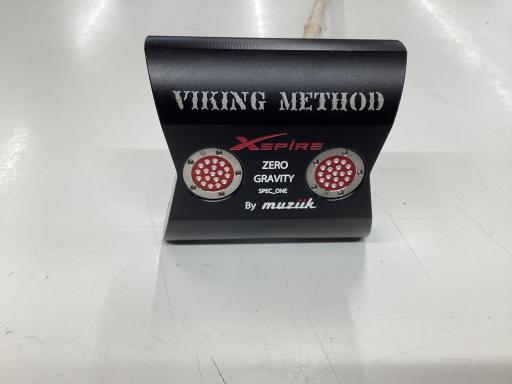 VIKING METHOD
XSPIRE
ZERO
GRAVITY
SPEC_ONE
By muziik